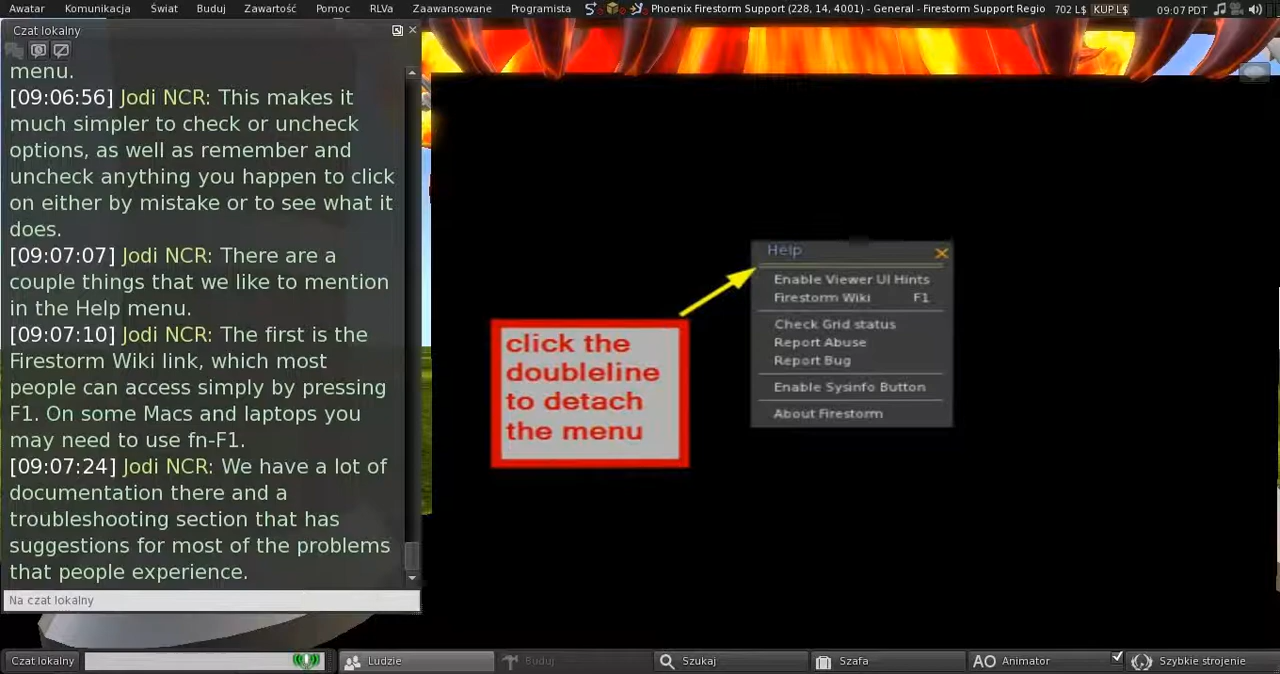 Awatar Komunikacja Świat Buduj Zawartość Pomoc RLVa Zaawansowane Programista Phoenix Firestorm Support (228, 14, 4001) - General - Firestorm Support Regio 702 L$ KUP L$ 09:07 PDT
Czat lokalny
menu.
[09:06:56] Jodi NCR: This makes it
much simpler to check or uncheck
options, as well as remember and
uncheck anything you happen to click
on either by mistake or to see what it
does.
[09:07:07] Jodi NCR: There are a
couple things that we like to mention
in the Help menu.
[09:07:10] Jodi NCR: The first is the
Firestorm Wiki link, which most
people can access simply by pressing
F1. On some Macs and laptops you
may need to use fn-F1.
[09:07:24] Jodi NCR: We have a lot of
documentation there and a
troubleshooting section that has
suggestions for most of the problems
that people experience.
Na czat lokalny
click the
doubleline
to detach
the menu
Help
Enable Viewer UI Hints
Firestorm Wiki F1
Check Grid status
Report Abuse
Report Bug
Enable Sysinfo Button
About Firestorm
Czat lokalny Ludzie Buduj Szukaj Szafa AO Animator Szybkie strojenie